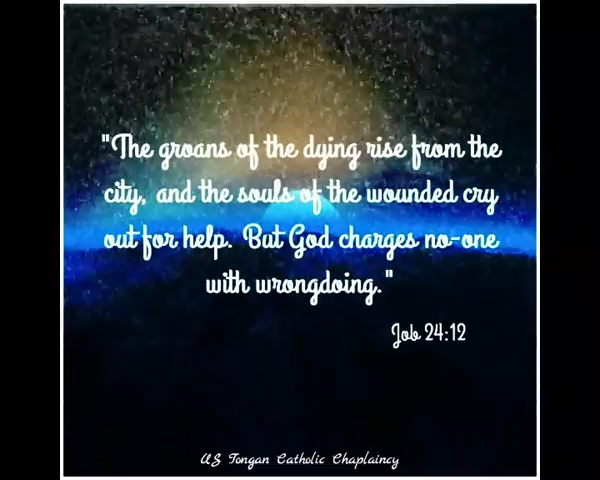 "The groans of the dying rise from the
city, and the souls of the wounded cry
out for help. But God charges no-one
with wrongdoing."
Job 24:12
US Tongan Catholic Chaplaincy